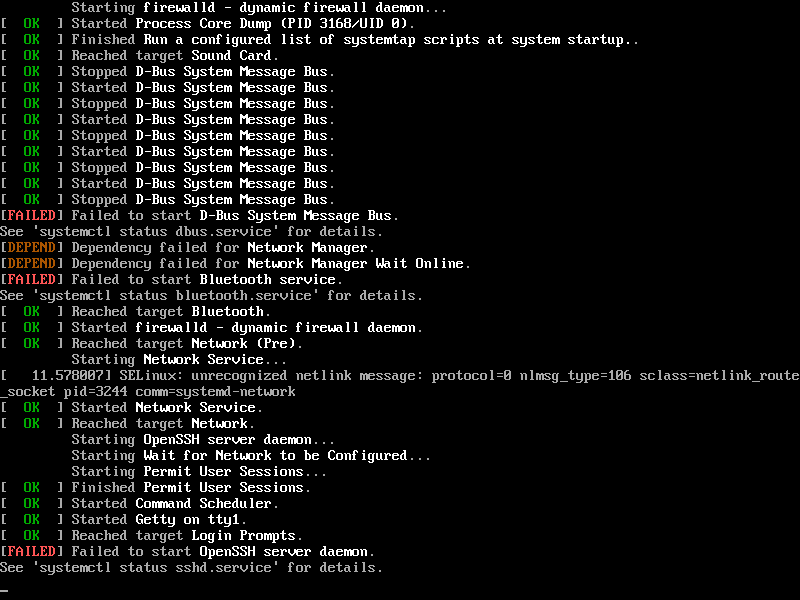 Starting firewalld - dynamic firewall daemon...
[  OK  ] Started Process Core Dump (PID 3168/UID 0).
[  OK  ] Finished Run a configured list of systemtap scripts at system startup..
[  OK  ] Reached target Sound Card.
[  OK  ] Stopped D-Bus System Message Bus.
[  OK  ] Started D-Bus System Message Bus.
[  OK  ] Stopped D-Bus System Message Bus.
[  OK  ] Started D-Bus System Message Bus.
[  OK  ] Stopped D-Bus System Message Bus.
[  OK  ] Started D-Bus System Message Bus.
[  OK  ] Stopped D-Bus System Message Bus.
[  OK  ] Started D-Bus System Message Bus.
[  OK  ] Stopped D-Bus System Message Bus.
[FAILED] Failed to start D-Bus System Message Bus.
See 'systemctl status dbus.service' for details.
[DEPEND] Dependency failed for Network Manager.
[DEPEND] Dependency failed for Network Manager Wait Online.
[FAILED] Failed to start Bluetooth service.
See 'systemctl status bluetooth.service' for details.
[  OK  ] Reached target Bluetooth.
[  OK  ] Started firewalld - dynamic firewall daemon.
[  OK  ] Reached target Network (Pre).
         Starting Network Service...
[   11.578007] SELinux: unrecognized netlink message: protocol=0 nlmsg_type=106 sclass=netlink_route
_socket pid=3244 comm=systemd-network
[  OK  ] Started Network Service.
[  OK  ] Reached target Network.
         Starting OpenSSH server daemon...
         Starting Wait for Network to be Configured...
         Starting Permit User Sessions...
[  OK  ] Finished Permit User Sessions.
[  OK  ] Started Command Scheduler.
[  OK  ] Started Getty on tty1.
[  OK  ] Reached target Login Prompts.
[FAILED] Failed to start OpenSSH server daemon.
See 'systemctl status sshd.service' for details.